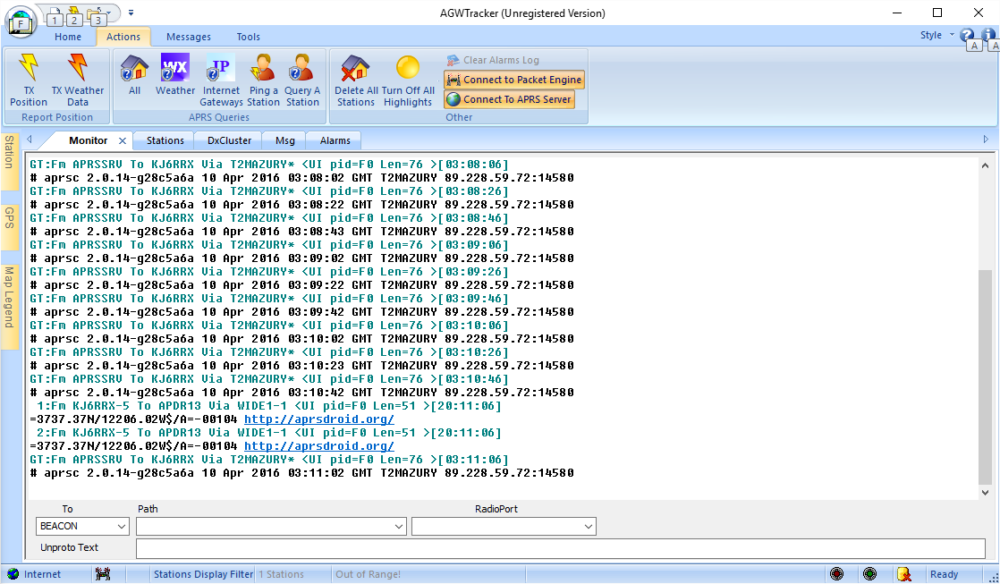 AGWTracker (Unregistered Version)
F
1 2 3
Home Actions Messages Tools
Style
A A
TX Position
TX Weather Data
Report Position
All
Weather
Internet Gateways
Ping a Station
Query A Station
APRS Queries
Delete All Stations
Turn Off All Highlights
Clear Alarms Log
Connect to Packet Engine
Connect To APRS Server
Other
Station
GPS
Map Legend
Monitor Stations DxCluster Msg Alarms
GT:Fm APRSSRV To KJ6RRX Via T2MAZURY* <UI pid=F0 Len=76 >[03:08:06]
# aprsc 2.0.14-g28c5a6a 10 Apr 2016 03:08:02 GMT T2MAZURY 89.228.59.72:14580
GT:Fm APRSSRV To KJ6RRX Via T2MAZURY* <UI pid=F0 Len=76 >[03:08:26]
# aprsc 2.0.14-g28c5a6a 10 Apr 2016 03:08:22 GMT T2MAZURY 89.228.59.72:14580
GT:Fm APRSSRV To KJ6RRX Via T2MAZURY* <UI pid=F0 Len=76 >[03:08:46]
# aprsc 2.0.14-g28c5a6a 10 Apr 2016 03:08:43 GMT T2MAZURY 89.228.59.72:14580
GT:Fm APRSSRV To KJ6RRX Via T2MAZURY* <UI pid=F0 Len=76 >[03:09:06]
# aprsc 2.0.14-g28c5a6a 10 Apr 2016 03:09:02 GMT T2MAZURY 89.228.59.72:14580
GT:Fm APRSSRV To KJ6RRX Via T2MAZURY* <UI pid=F0 Len=76 >[03:09:26]
# aprsc 2.0.14-g28c5a6a 10 Apr 2016 03:09:22 GMT T2MAZURY 89.228.59.72:14580
GT:Fm APRSSRV To KJ6RRX Via T2MAZURY* <UI pid=F0 Len=76 >[03:09:46]
# aprsc 2.0.14-g28c5a6a 10 Apr 2016 03:09:42 GMT T2MAZURY 89.228.59.72:14580
GT:Fm APRSSRV To KJ6RRX Via T2MAZURY* <UI pid=F0 Len=76 >[03:10:06]
# aprsc 2.0.14-g28c5a6a 10 Apr 2016 03:10:02 GMT T2MAZURY 89.228.59.72:14580
GT:Fm APRSSRV To KJ6RRX Via T2MAZURY* <UI pid=F0 Len=76 >[03:10:26]
# aprsc 2.0.14-g28c5a6a 10 Apr 2016 03:10:23 GMT T2MAZURY 89.228.59.72:14580
GT:Fm APRSSRV To KJ6RRX Via T2MAZURY* <UI pid=F0 Len=76 >[03:10:46]
# aprsc 2.0.14-g28c5a6a 10 Apr 2016 03:10:42 GMT T2MAZURY 89.228.59.72:14580
1:Fm KJ6RRX-5 To APDR13 Via WIDE1-1 <UI pid=F0 Len=51 >[20:11:06]
=3737.37N/12206.02W$/A=-00104 http://aprsdroid.org/
2:Fm KJ6RRX-5 To APDR13 Via WIDE1-1 <UI pid=F0 Len=51 >[20:11:06]
=3737.37N/12206.02W$/A=-00104 http://aprsdroid.org/
GT:Fm APRSSRV To KJ6RRX Via T2MAZURY* <UI pid=F0 Len=76 >[03:11:06]
# aprsc 2.0.14-g28c5a6a 10 Apr 2016 03:11:02 GMT T2MAZURY 89.228.59.72:14580
To Path RadioPort
BEACON
Unproto Text
Internet Stations Display Filter 1 Stations Out of Range! Ready